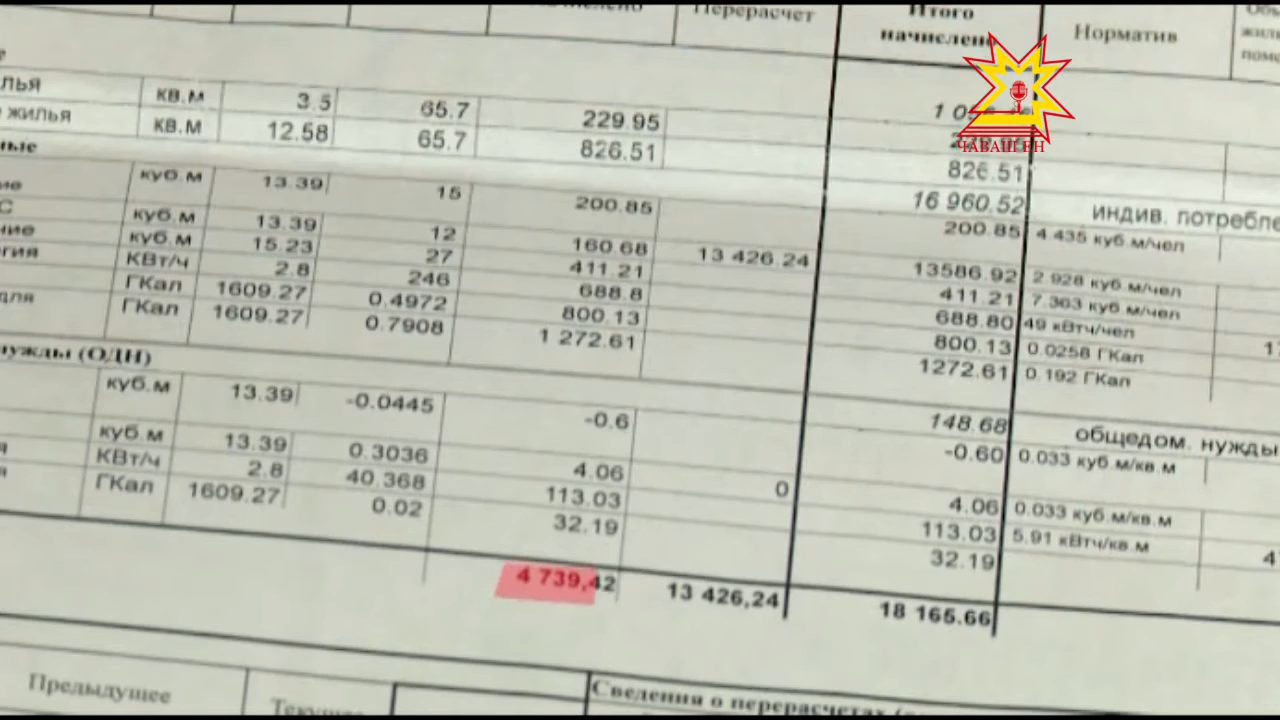 Перерасчет Итого начислено Норматив
кв.м 3.5 65.7 229.95
жилья кв.м 12.58 65.7 826.51 826.51
16 960.52 индив.
куб.м 13.39 15 200.85 200.85 4.435 куб.м/чел
куб.м 13.39 12 160.68 13 426.24 13586.92 2.928 куб.м/чел
куб.м 15.23 27 411.21 411.21 7.363 куб.м/чел
КВт/ч 2.8 246 688.8 688.80 49 кВтч/чел
ГКал 1609.27 0.4972 800.13 800.13 0.0258 ГКал
ГКал 1609.27 0.7908 1 272.61 1272.61 0.192 ГКал
нужды (ОДН) 148.68 общедом. нужды
куб.м 13.39 -0.0445 -0.6 -0.60 0.033 куб.м/кв.м
куб.м 13.39 0.3036 4.06 0 4.06 0.033 куб.м/кв.м
КВт/ч 2.8 40.368 113.03 113.03 5.91 кВтч/кв.м
ГКал 1609.27 0.02 32.19 32.19
4 739,42 13 426,24 18 165.66
Предыдущее Сведения о перерасчетах
ЧАВАШ ЕН